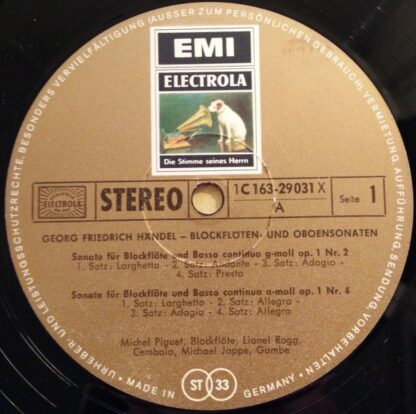 EMI
ELECTROLA
Die Stimme seines Herrn
ELECTROLA
STEREO
1C 163-29 031 X
A
Seite 1
GEORG FRIEDRICH HÄNDEL – BLOCKFLÖTEN- UND OBOENSONATEN
Sonate für Blockflöte und Basso continuo g-moll op. 1 Nr. 2
1. Satz: Larghetto - 2. Satz: Andante - 3. Satz: Adagio -
4. Satz: Presto
Sonate für Blockflöte und Basso continuo a-moll op. 1 Nr. 4
1. Satz: Larghetto - 2. Satz: Allegro -
3. Satz: Adagio - 4. Satz: Allegro
Michel Piguet, Blockflöte, Lionel Rogg,
Cembalo, Michael Jappe, Gambe
ST 33
URHEBER- UND LEISTUNGSSCHUTZRECHTE, BESONDERS VERVIELFÄLTIGUNG (AUSSER ZUM PERSÖNLICHEN GEBRAUCH), VERMIETUNG, AUFFÜHRUNG, SENDUNG VORBEHALTEN • MADE IN GERMANY •